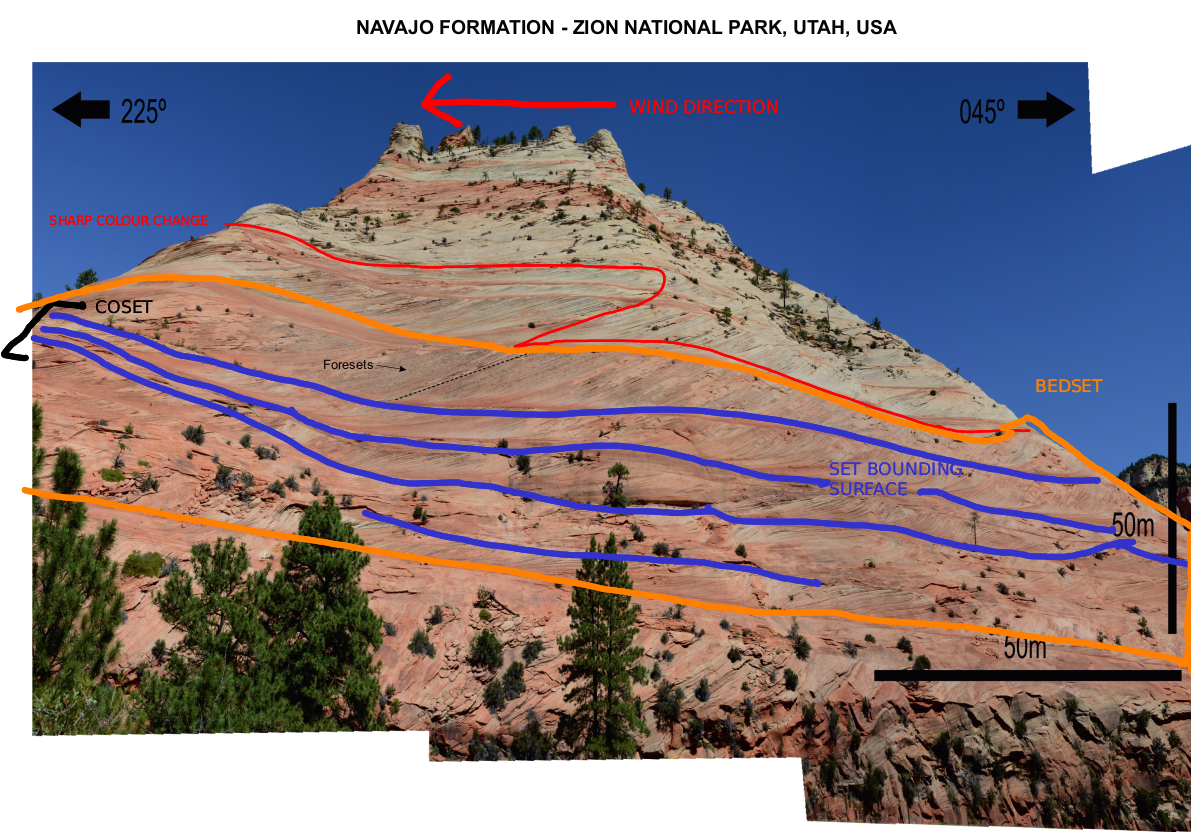 NAVAJO FORMATION - ZION NATIONAL PARK, UTAH, USA
225º
WIND DIRECTION
045º
SHARP COLOUR CHANGE
COSET
Foresets
BEDSET
SET BOUNDING
SURFACE
50m
50m